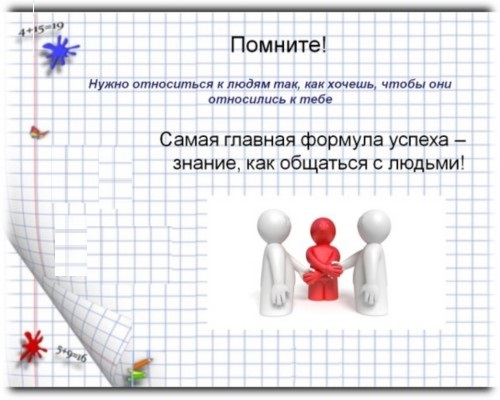 4+15=19
Помните!
Нужно относиться к людям так, как хочешь, чтобы они
относились к тебе
Самая главная формула успеха –
знание, как общаться с людьми!
5+9=16